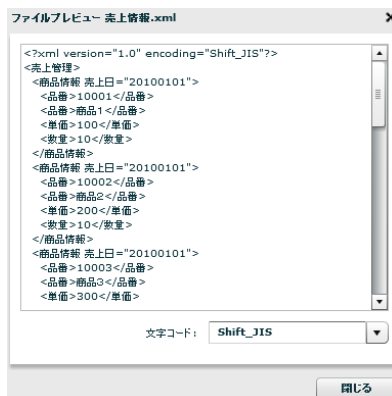 ファイルプレビュー 売上情報.xml
<?xml version="1.0" encoding="Shift_JIS"?>
<売上管理>
<商品情報 売上日="20100101">
<品番>10001</品番>
<品番>商品1</品番>
<単価>100</単価>
<数量>10</数量>
</商品情報>
<商品情報 売上日="20100101">
<品番>10002</品番>
<品番>商品2</品番>
<単価>200</単価>
<数量>10</数量>
</商品情報>
<商品情報 売上日="20100101">
<品番>10003</品番>
<品番>商品3</品番>
<単価>300</単価>
文字コード: Shift_JIS
閉じる